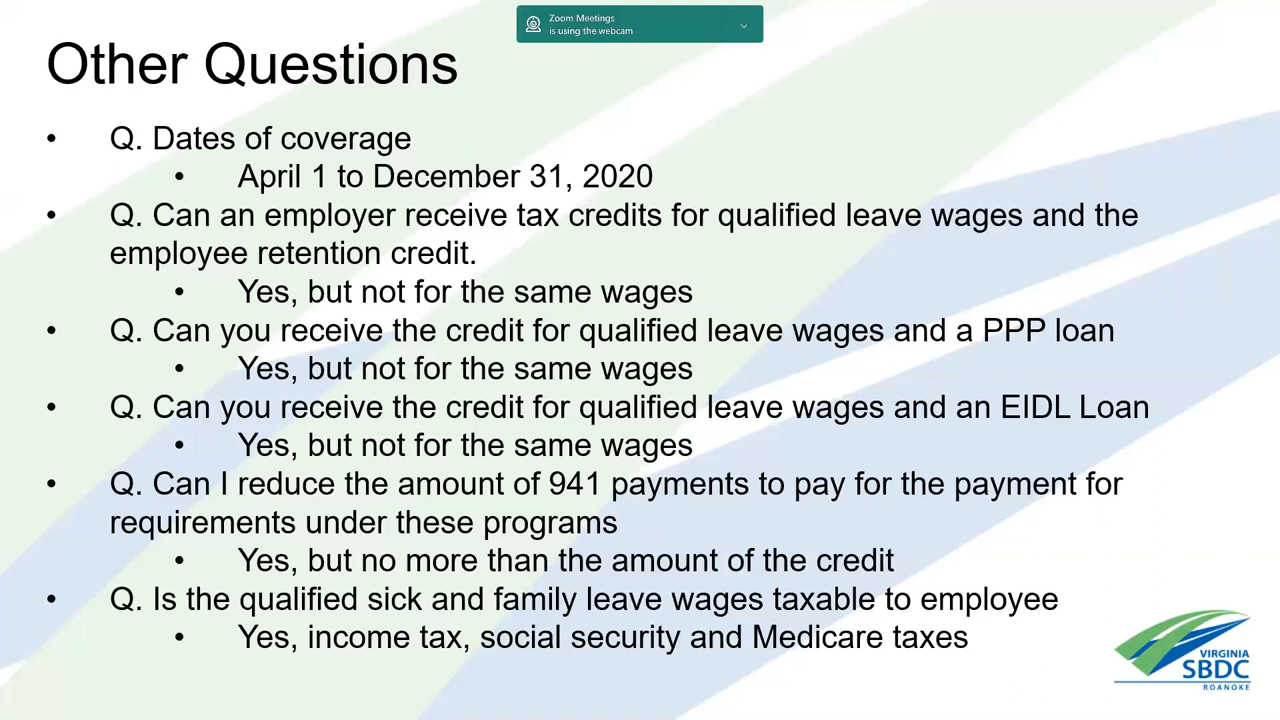 Zoom Meetings
is using the webcam
Other Questions
• Q. Dates of coverage
• April 1 to December 31, 2020
• Q. Can an employer receive tax credits for qualified leave wages and the
employee retention credit.
• Yes, but not for the same wages
• Q. Can you receive the credit for qualified leave wages and a PPP loan
• Yes, but not for the same wages
• Q. Can you receive the credit for qualified leave wages and an EIDL Loan
• Yes, but not for the same wages
• Q. Can I reduce the amount of 941 payments to pay for the payment for
requirements under these programs
• Yes, but no more than the amount of the credit
• Q. Is the qualified sick and family leave wages taxable to employee
• Yes, income tax, social security and Medicare taxes
VIRGINIA
SBDC
ROANOKE